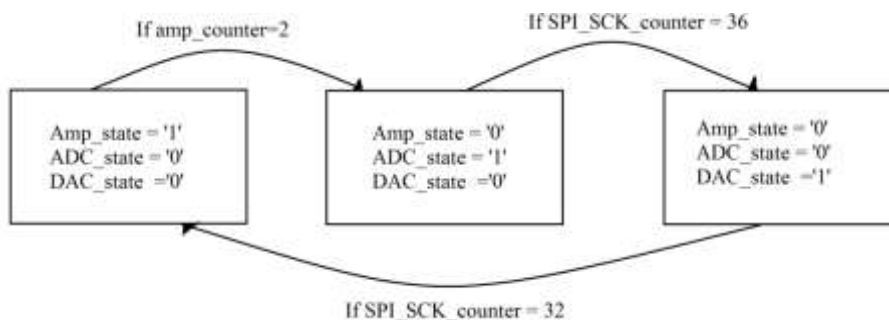 If amp_counter=2
If SPI_SCK_counter = 36
Amp_state = '1'
ADC_state = '0'
DAC_state ='0'
Amp_state = '0'
ADC_state = '1'
DAC_state ='0'
Amp_state = '0'
ADC_state = '0'
DAC_state ='1'
If SPI_SCK_counter = 32